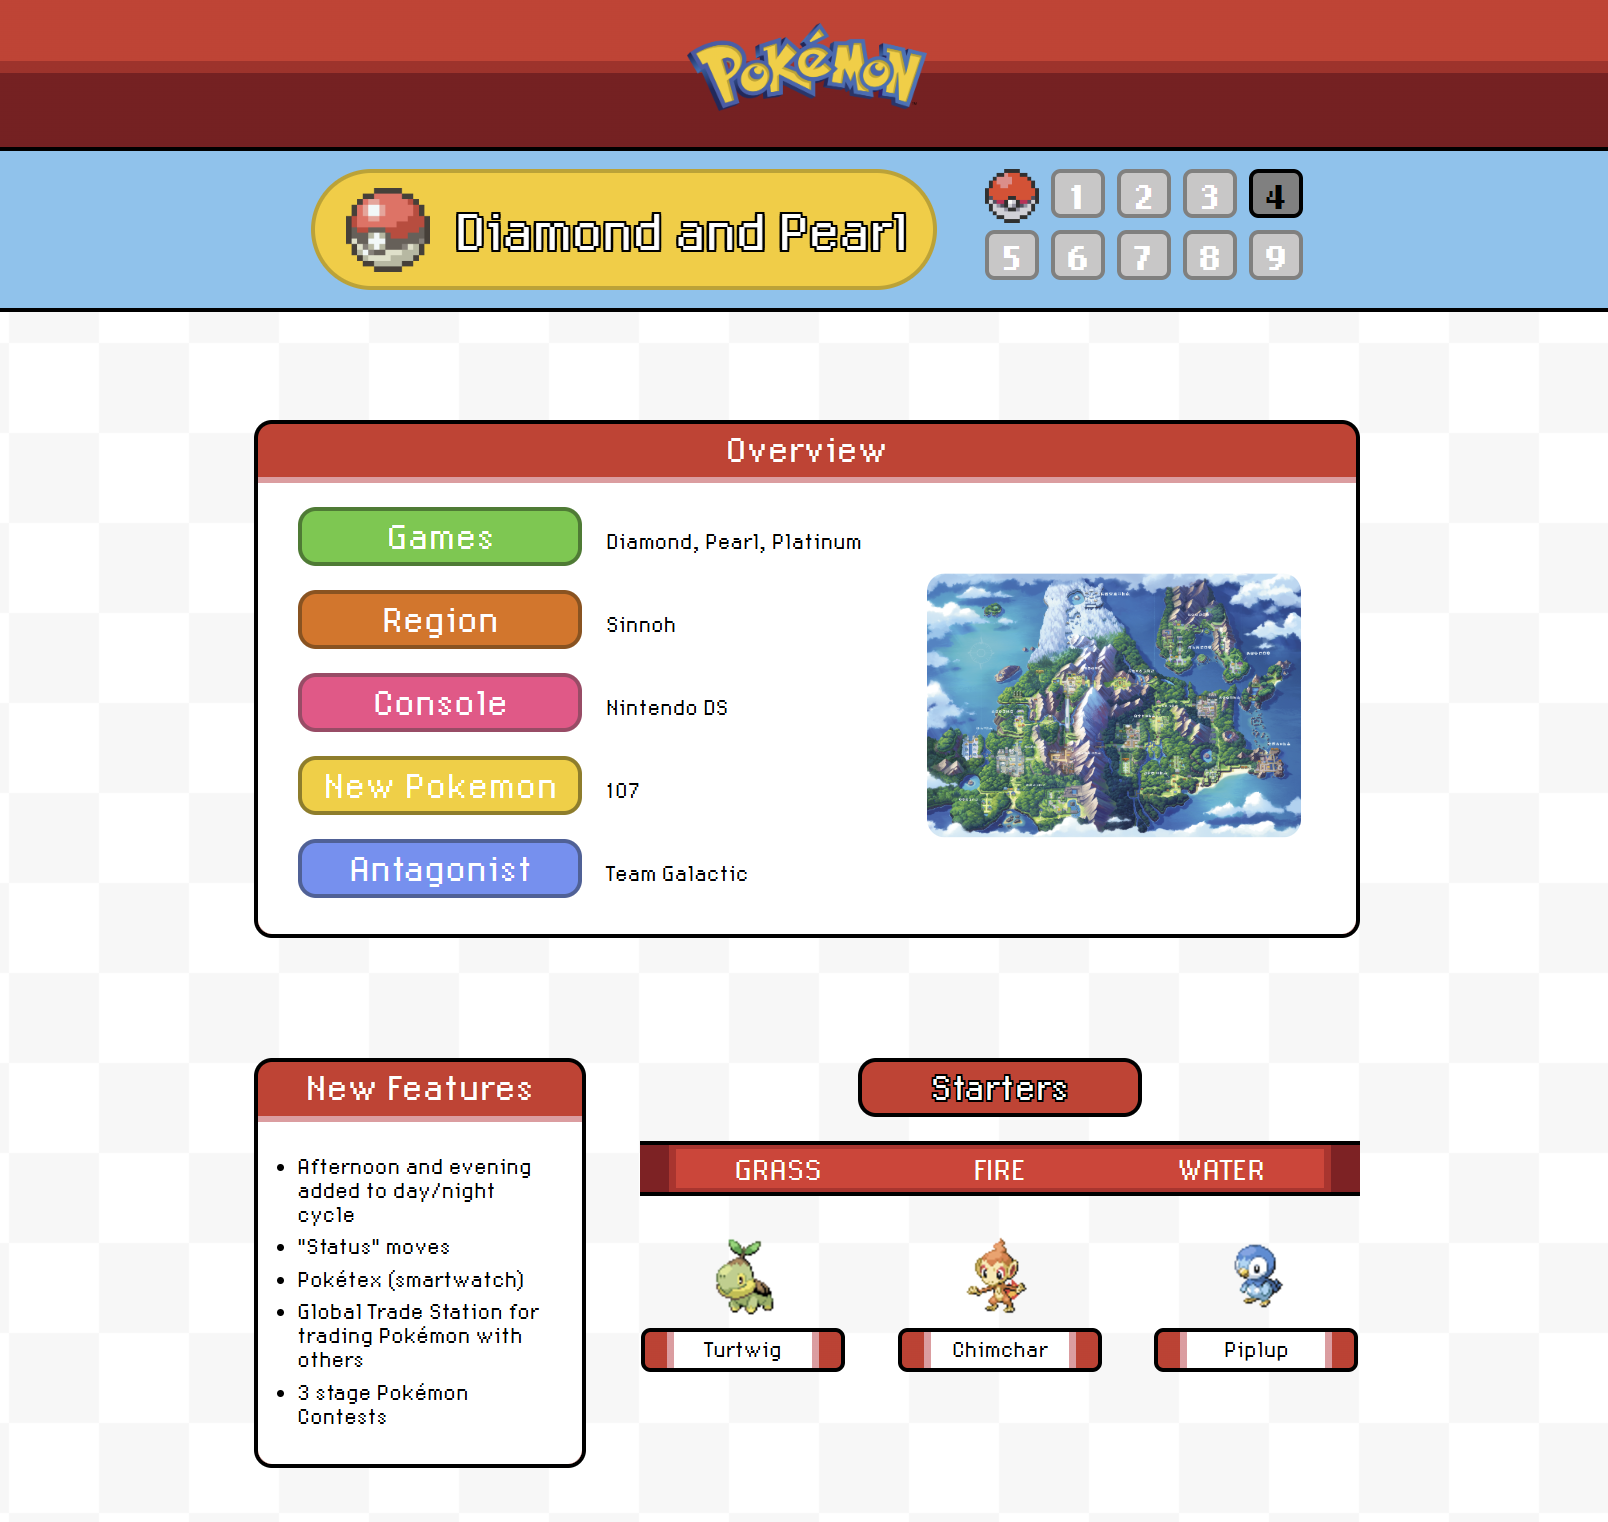 Pokémon
Diamond and Pearl
1 2 3 4
5 6 7 8 9
Overview
Games
Diamond, Pearl, Platinum
Region
Sinnoh
Console
Nintendo DS
New Pokemon
107
Antagonist
Team Galactic
New Features
Afternoon and evening
added to day/night
cycle
"Status" moves
Pokétex (smartwatch)
Global Trade Station for
trading Pokémon with
others
3 stage Pokémon
Contests
Starters
GRASS FIRE WATER
Turtwig Chimchar Piplup